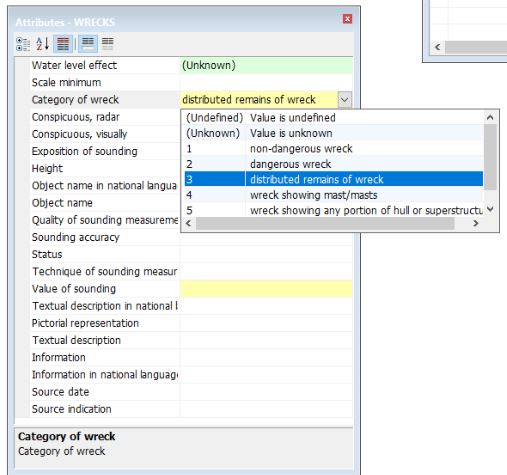 Attributes - WRECKS
Water level effect (Unknown)
Scale minimum
Category of wreck distributed remains of wreck
Conspicuous, radar (Undefined) Value is undefined
Conspicuous, visually (Unknown) Value is unknown
Exposition of sounding 1 non-dangerous wreck
Height 2 dangerous wreck
Object name in national langua 3 distributed remains of wreck
Object name 4 wreck showing mast/masts
Quality of sounding measureme 5 wreck showing any portion of hull or superstructu
Sounding accuracy
Status
Technique of sounding measur
Value of sounding
Textual description in national l
Pictorial representation
Textual description
Information
Information in national language
Source date
Source indication
Category of wreck
Category of wreck